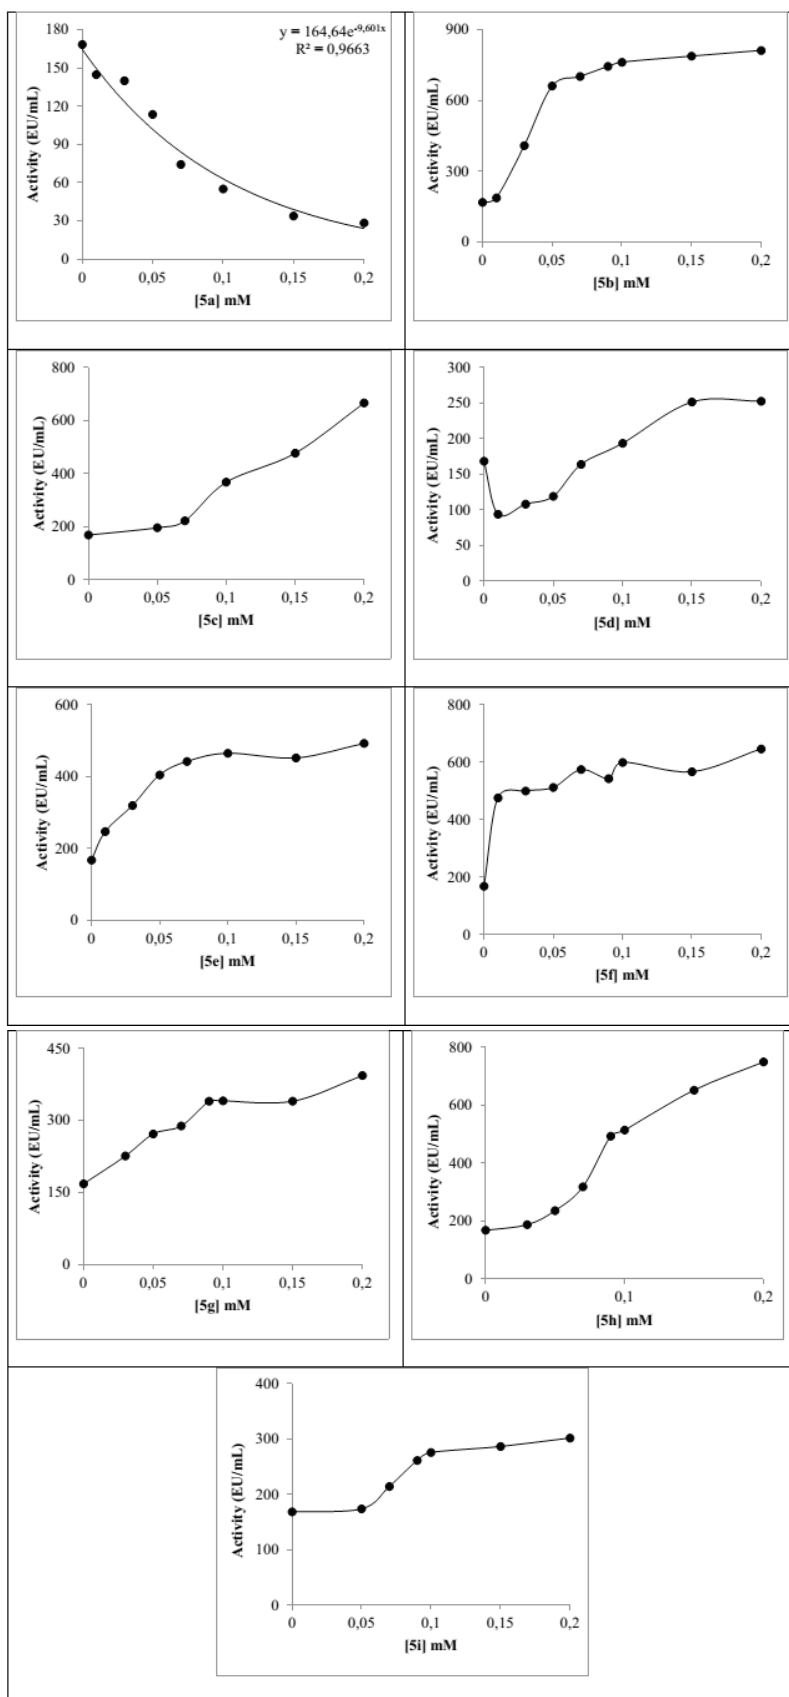 y = 164,64e-9,601x
R² = 0,9663
Activity (EU/mL)
180
150
120
90
60
30
0
0 0,05 0,1 0,15 0,2
[5a] mM
Activity (EU/mL)
900
600
300
0
0 0,05 0,1 0,15 0,2
[5b] mM
Activity (EU/mL)
800
600
400
200
0
0 0,05 0,1 0,15 0,2
[5c] mM
Activity (EU/mL)
300
250
200
150
100
50
0
0 0,05 0,1 0,15 0,2
[5d] mM
Activity (EU/mL)
600
400
200
0
0 0,05 0,1 0,15 0,2
[5e] mM
Activity (EU/mL)
800
600
400
200
0
0 0,05 0,1 0,15 0,2
[5f] mM
Activity (EU/mL)
450
300
150
0
0 0,05 0,1 0,15 0,2
[5g] mM
Activity (EU/mL)
800
600
400
200
0
0 0,1 0,2
[5h] mM
Activity (EU/mL)
400
300
200
100
0
0 0,05 0,1 0,15 0,2
[5i] mM